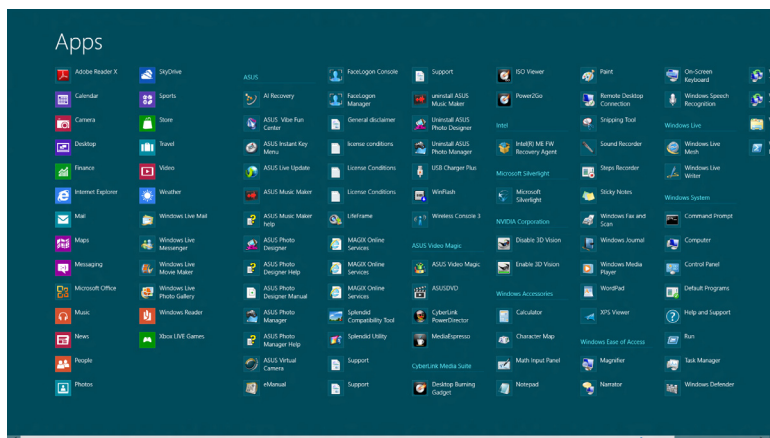 Apps
Adobe Reader X
Calendar
Camera
Desktop
Finance
Internet Explorer
Mail
Maps
Messaging
Microsoft Office
Music
News
People
Photos
SkyDrive
Sports
Store
Travel
Video
Weather
Windows Live Mail
Windows Live
Messenger
Windows Live
Movie Maker
Windows Live
Photo Gallery
Windows Reader
Xbox LIVE Games
ASUS
AI Recovery
ASUS Vibe Fun
Center
ASUS Instant Key
Menu
ASUS Live Update
ASUS Music Maker
ASUS Music Maker
help
ASUS Photo
Designer
ASUS Photo
Designer Help
ASUS Photo
Designer Manual
ASUS Photo
Manager
ASUS Photo
Manager Help
ASUS Virtual
Camera
eManual
FaceLogon Console
FaceLogon
Manager
General disclaimer
license conditions
License Conditions
License Conditions
LifeFrame
MAGIX Online
Services
MAGIX Online
Services
Splendid
Compatibility Tool
Splendid Utility
Support
Support
Support
uninstall ASUS
Music Maker
Uninstall ASUS
Photo Designer
Uninstall ASUS
Photo Manager
USB Charger Plus
WinFlash
Wireless Console 3
ASUS Video Magic
ASUS Video Magic
ASUSDVD
CyberLink
PowerDirector
MediaEspresso
CyberLink Media Suite
Desktop Burning
Gadget
ISO Viewer
Power2Go
Intel
Intel(R) ME FW
Recovery Agent
Microsoft Silverlight
Microsoft
Silverlight
NVIDIA Corporation
Disable 3D Vision
Enable 3D Vision
Windows Accessories
Calculator
Character Map
Math Input Panel
Notepad
Paint
Remote Desktop
Connection
Snipping Tool
Sound Recorder
Steps Recorder
Sticky Notes
Windows Fax and
Scan
Windows Journal
Windows Media
Player
WordPad
XPS Viewer
Windows Ease of Access
Magnifier
Narrator
On-Screen
Keyboard
Windows Speech
Recognition
Windows Live
Windows Live
Mesh
Windows Live
Writer
Windows System
Command Prompt
Computer
Control Panel
Default Programs
Help and Support
Run
Task Manager
Windows Defender